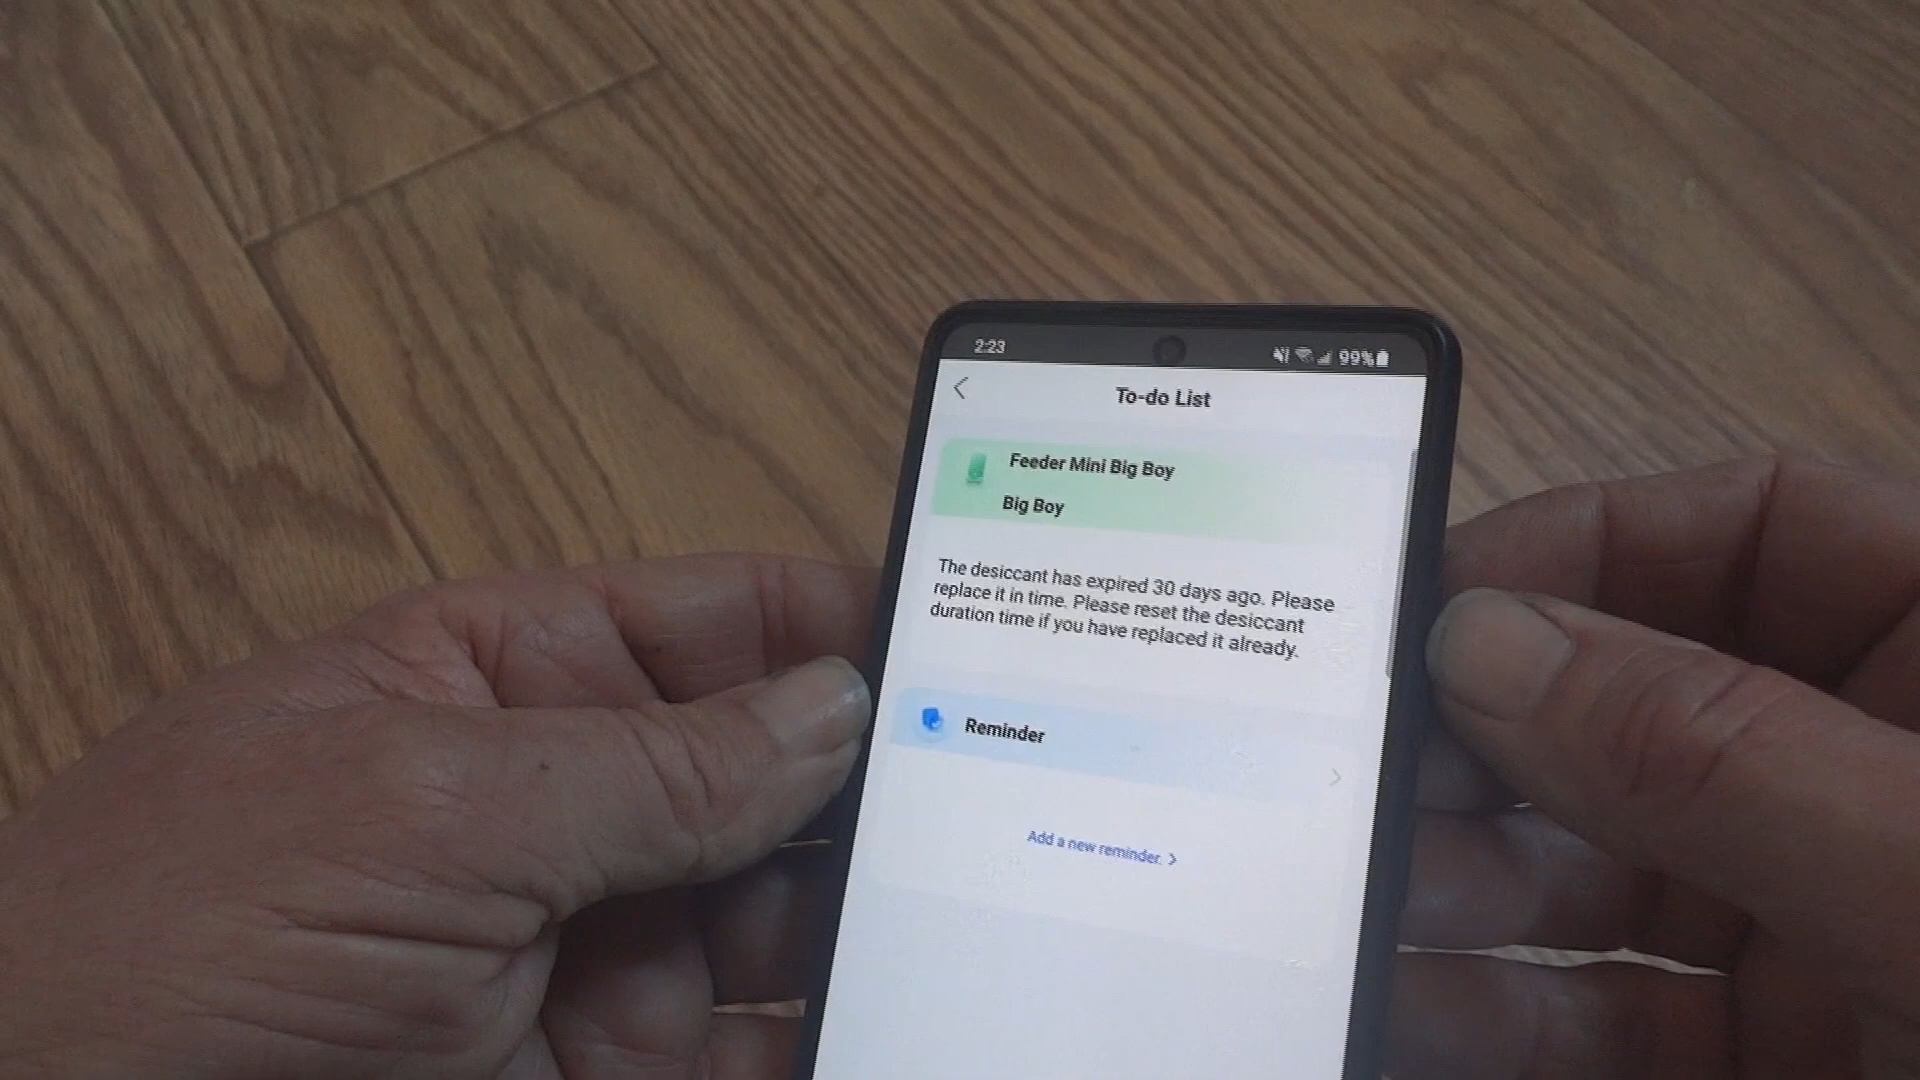 2:23
99%
To-do List
Feeder Mini Big Boy
Big Boy
The desiccant has expired 30 days ago. Please
replace it in time. Please reset the desiccant
duration time if you have replaced it already.
Reminder
Add a new reminder.